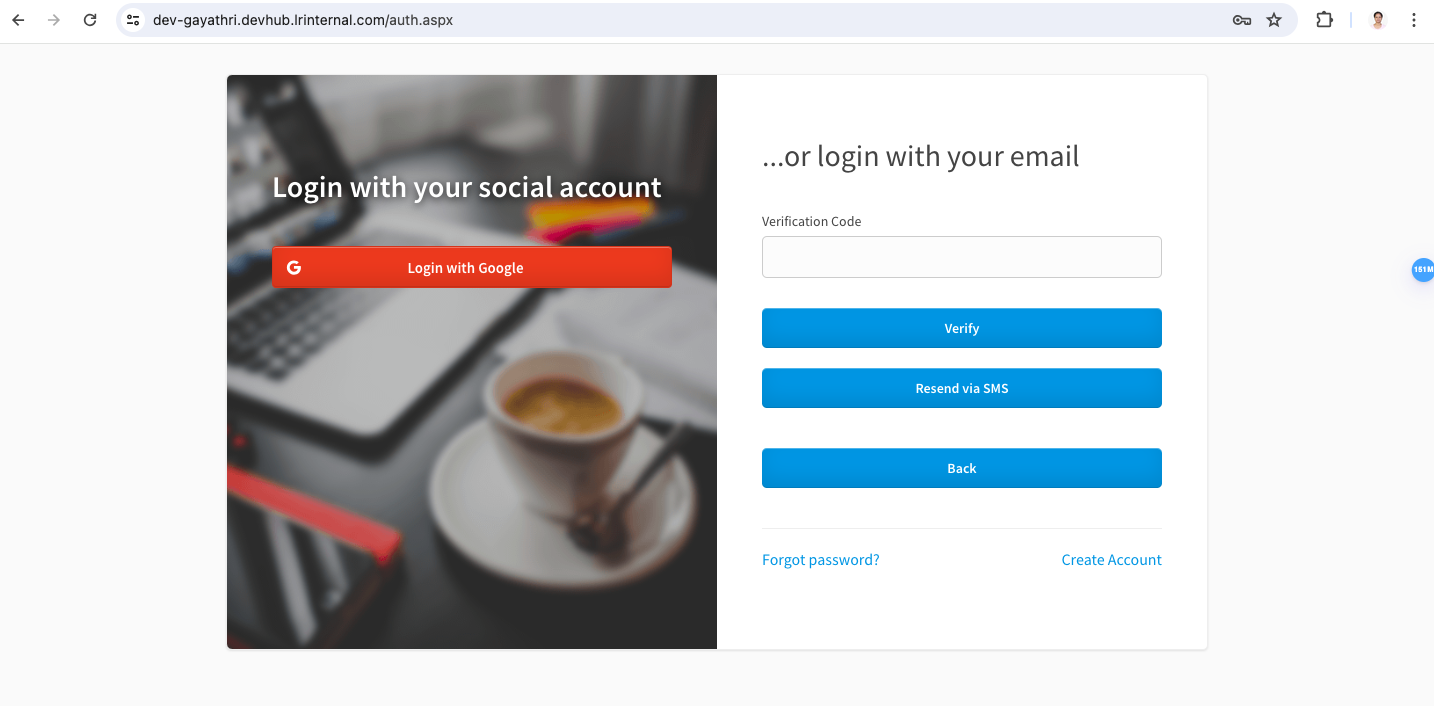 dev-gayathri.devhub.lrinternal.com/auth.aspx
Login with your social account
G
Login with Google
...or login with your email
Verification Code
Verify
Resend via SMS
Back
Forgot password?
Create Account
161M